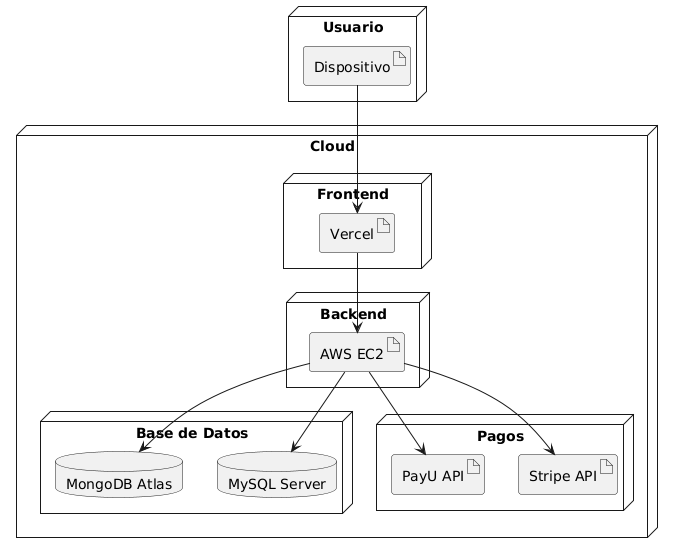 Usuario
Dispositivo
Cloud
Frontend
Vercel
Backend
AWS EC2
Base de Datos
MongoDB Atlas
MySQL Server
Pagos
PayU API
Stripe API